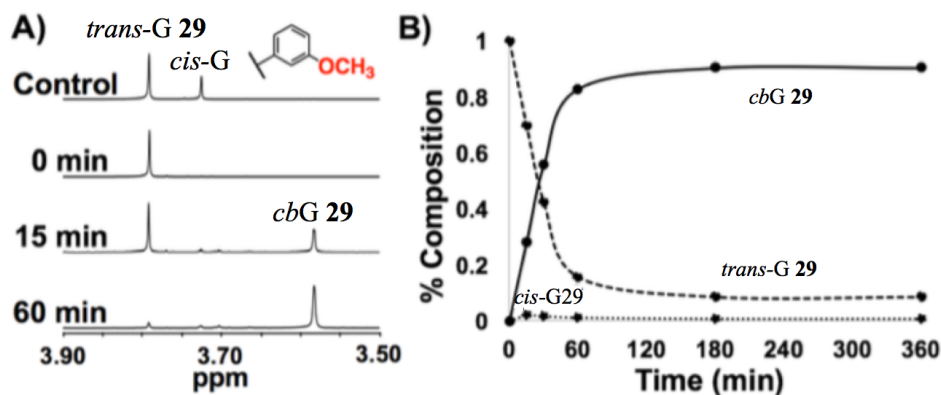 A)
trans-G 29
cis-G
OCH3
Control
0 min
15 min
cbG 29
60 min
3.90 3.70 3.50
ppm
B)
% Composition
1
0.8
0.6
0.4
0.2
0
cbG 29
trans-G 29
cis-G29
0 60 120 180 240 300 360
Time (min)